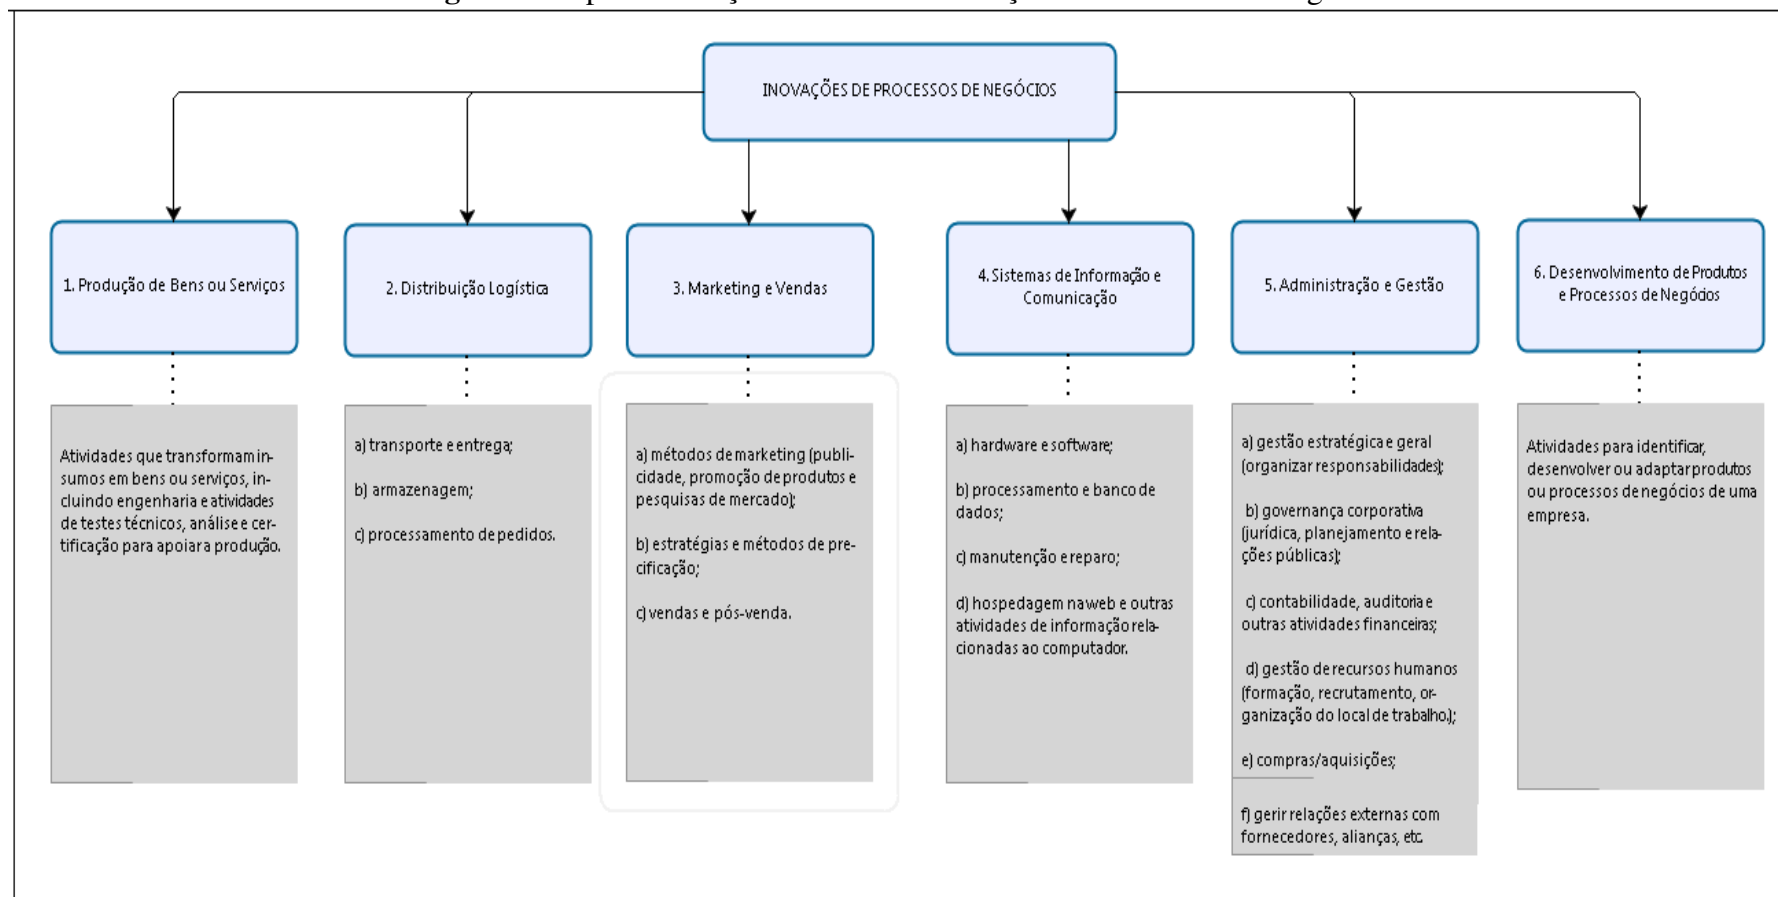 INOVAÇÕES DE PROCESSOS DE NEGÓCIOS
1. Produção de Bens ou Serviços
2. Distribuição Logística
3. Marketing e Vendas
4. Sistemas de Informação e
Comunicação
5. Administração e Gestão
6. Desenvolvimento de Produtos
e Processos de Negócios
Atividades que transformam in-
sumos em bens ou serviços, in-
cluindo engenharia e atividades
de testes técnicos, análise e cer-
tificação para apoiar a produção.
a) transporte e entrega;
b) armazenagem;
c) processamento de pedidos.
a) métodos de marketing (publi-
cidade, promoção de produtos e
pesquisas de mercado);
b) estratégias e métodos de pre-
cificação;
c) vendas e pós-venda.
a) hardware e software;
b) processamento e banco de
dados;
c) manutenção e reparo;
d) hospedagem na web e outras
atividades de informação rela-
cionadas ao computador.
a) gestão estratégica e geral
(organizar responsabilidades);
b) governança corporativa
(jurídica, planejamento e rela-
ções públicas);
c) contabilidade, auditoria e
outras atividades financeiras;
d) gestão de recursos humanos
(formação, recrutamento, or-
ganização do local de trabalho.);
e) compras/aquisições;
f) gerir relações externas com
fornecedores, alianças, etc.
Atividades para identificar,
desenvolver ou adaptar produtos
ou processos de negócios de uma
empresa.